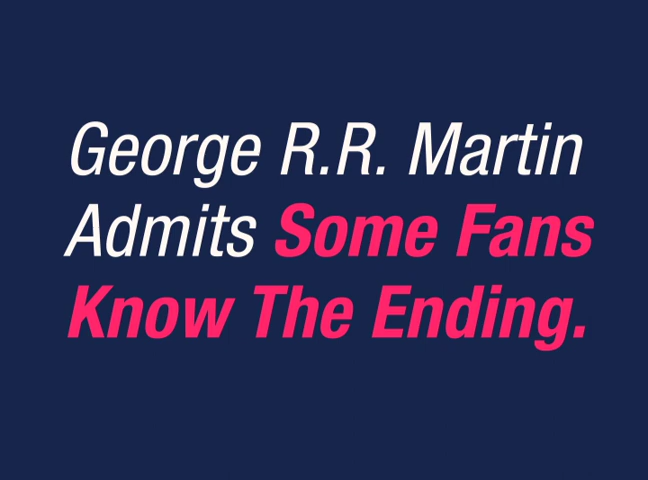 George R.R. Martin
Admits Some Fans
Know The Ending.